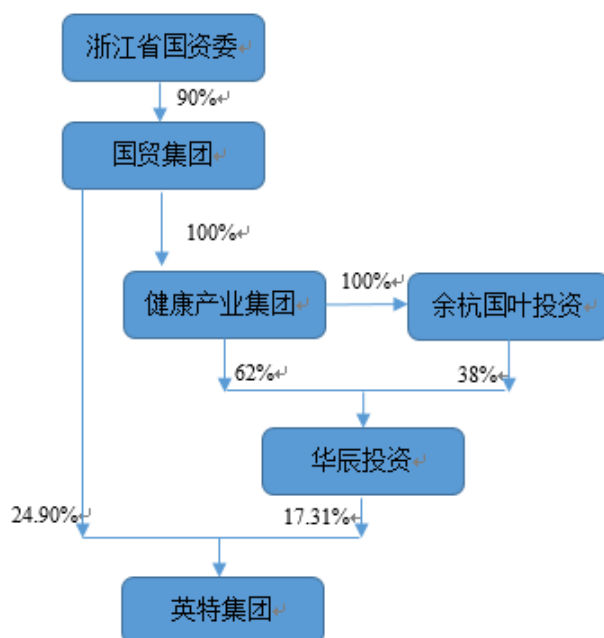 浙江省国资委
90%
国贸集团
100%
健康产业集团
100%
余杭国叶投资
62%
38%
华辰投资
24.90%
17.31%
英特集团